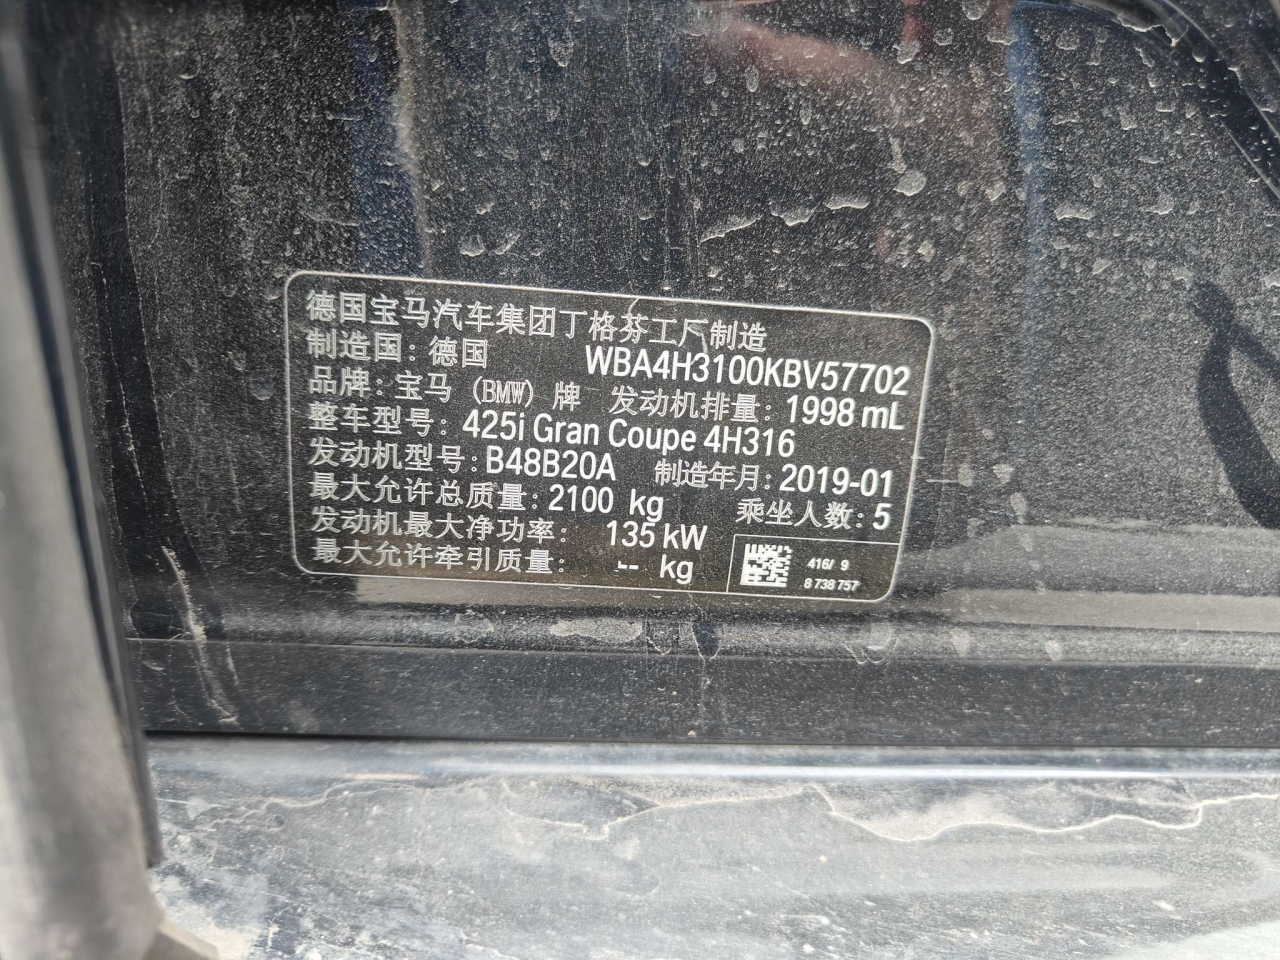 德国宝马汽车集团丁格芬工厂制造
制造国：德国 WBA4H3100KBV57702
品牌：宝马 (BMW) 牌 发动机排量：1998 mL
整车型号：425i Gran Coupe 4H316
发动机型号：B48B20A 制造年月：2019-01
最大允许总质量：2100 kg 乘坐人数：5
发动机最大净功率： 135 kW
最大允许牵引质量： -- kg
416/ 9
8 738 757